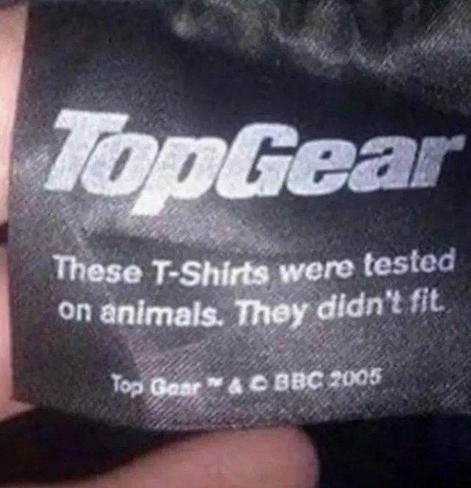 TopGear
These T-Shirts were tested
on animals. They didn't fit.
Top Gear ™ & © BBC 2005